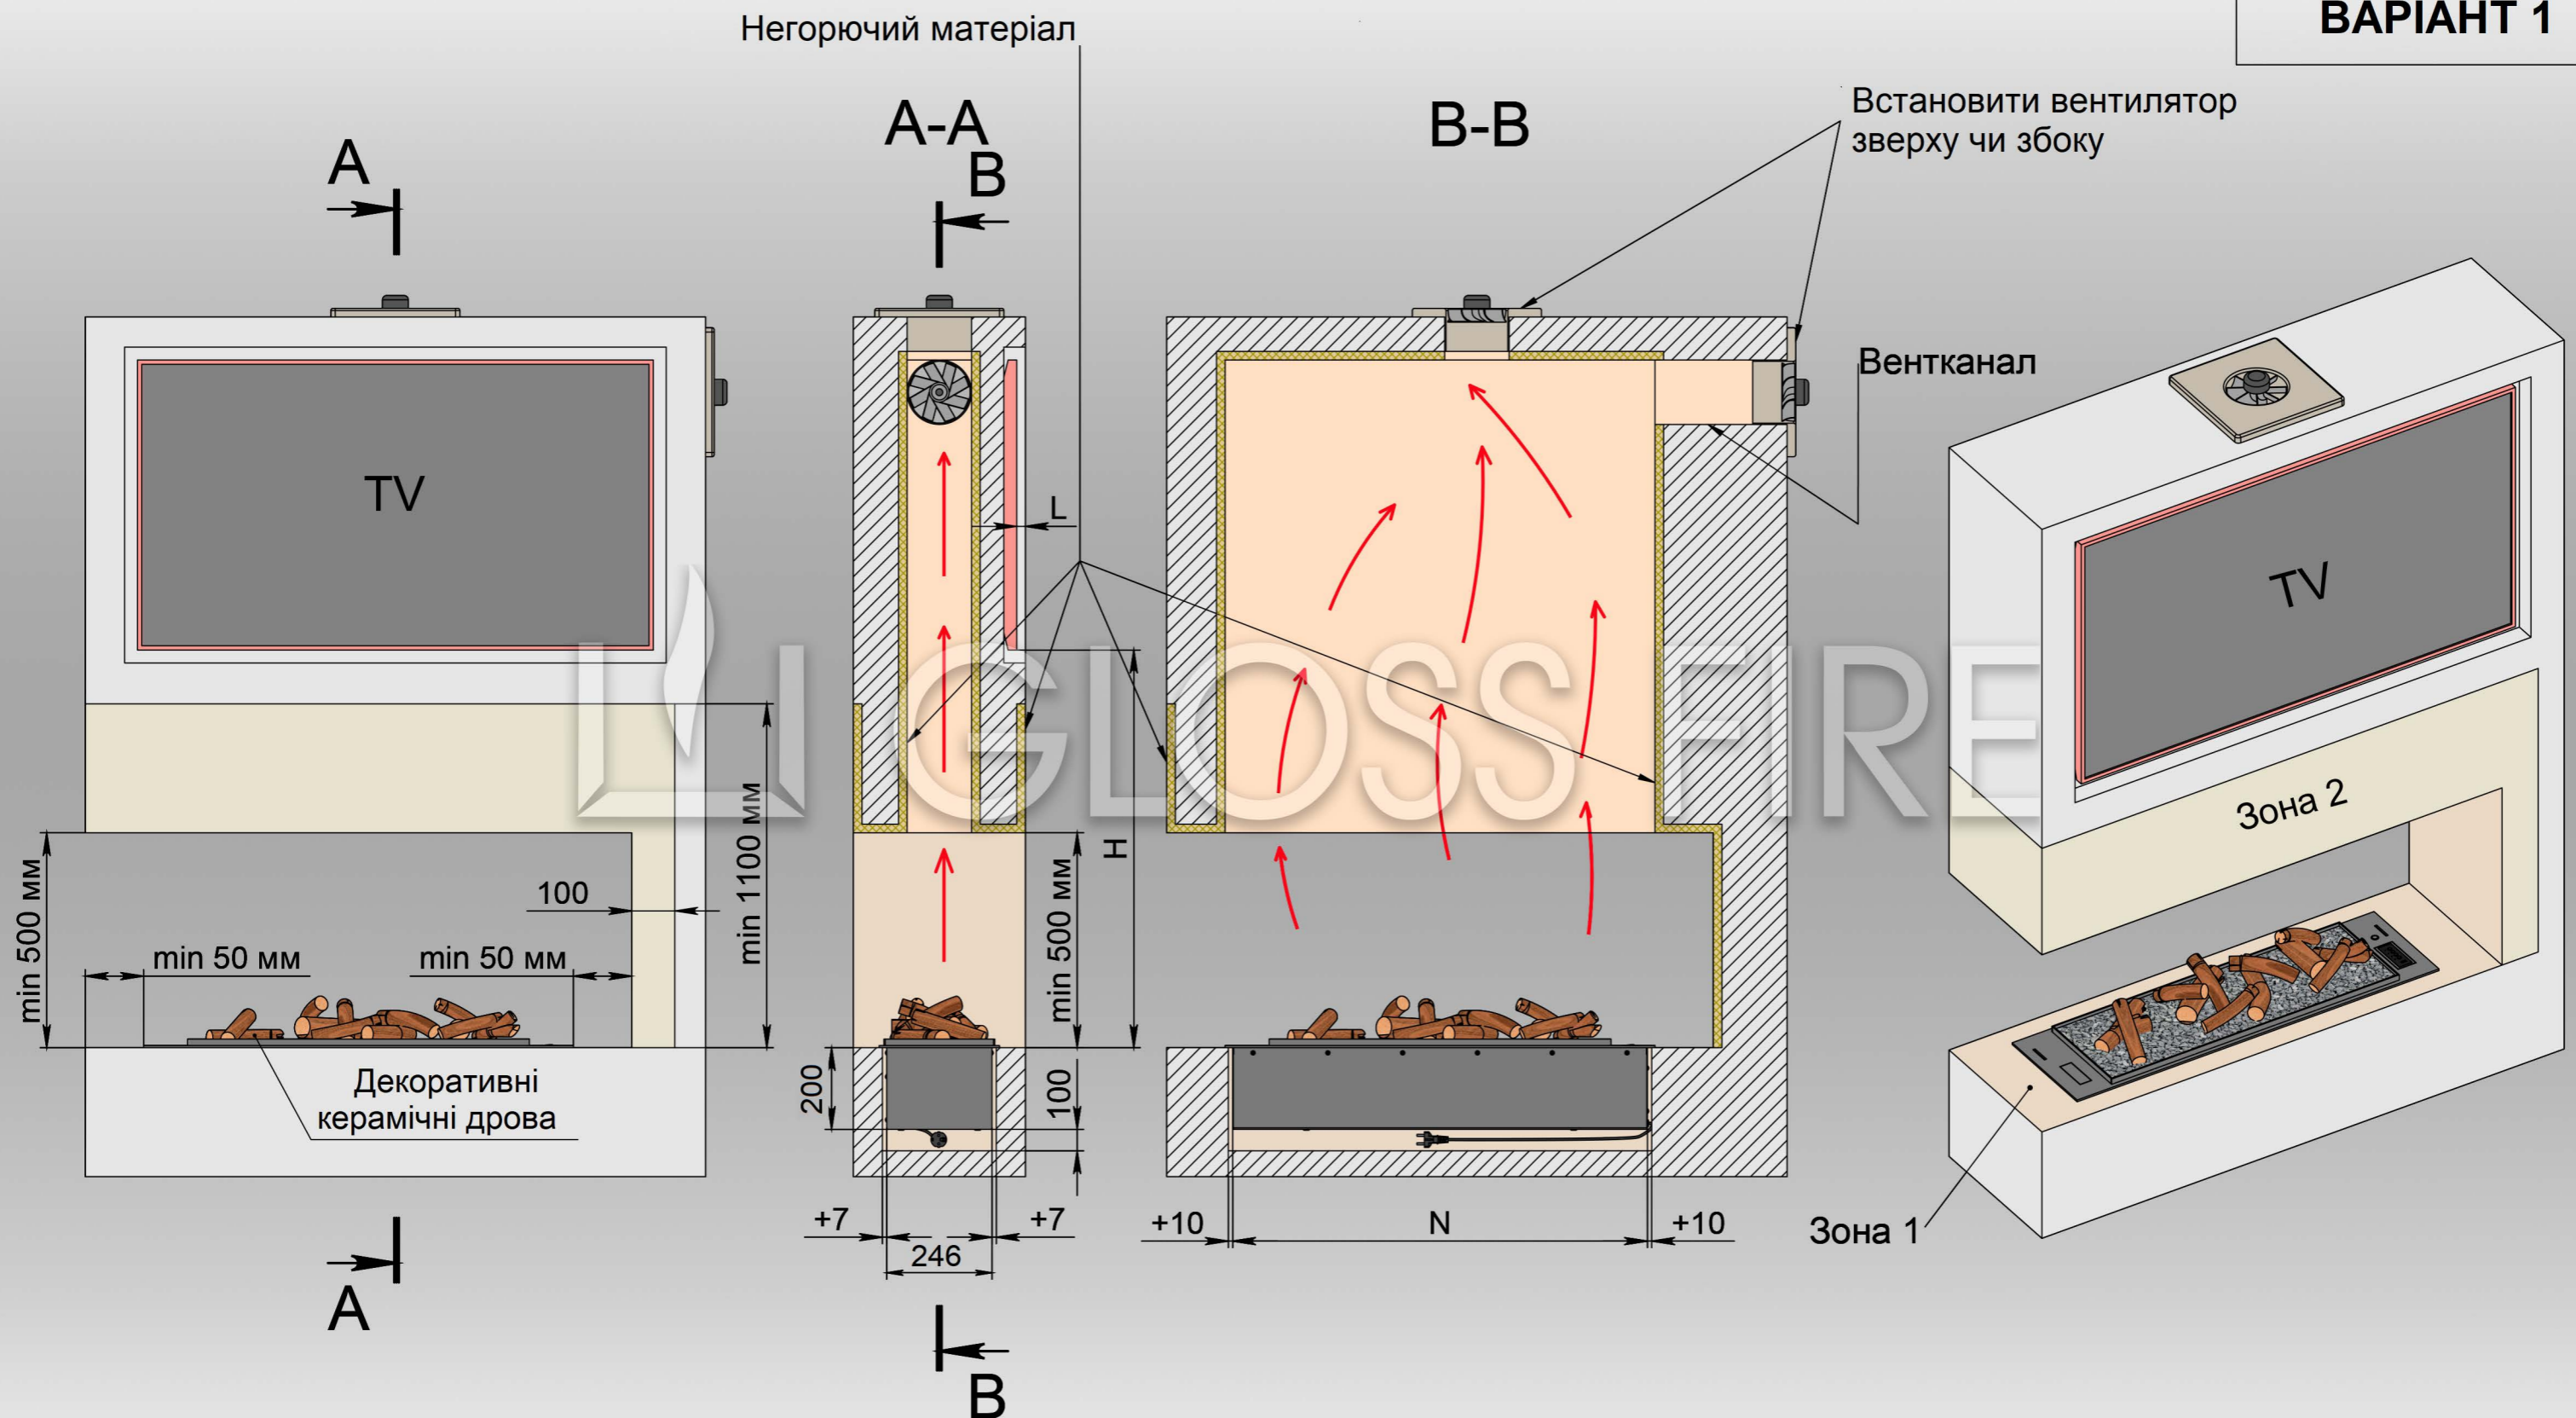 ВАРІАНТ 1
Негорючий матеріал
Встановити вентилятор
зверху чи збоку
A-A
B-B
A
B
Вентканал
TV
L
TV
GLOSS FIRE
Зона 2
min 500 мм
min 50 мм
min 50 мм
100
min 1100 мм
min 500 мм
H
Декоративні
керамічні дрова
200
100
+7
+7
246
+10
N
+10
Зона 1
A
B